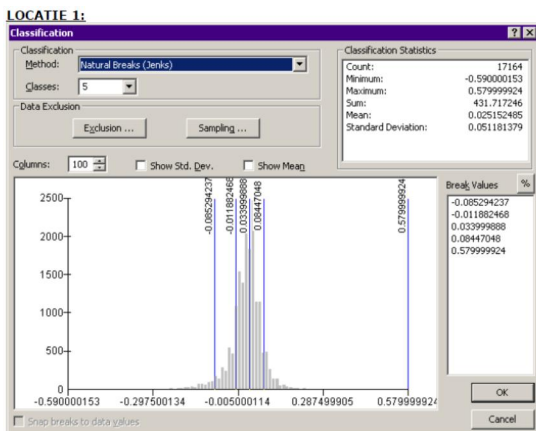 LOCATIE 1:
Classification
Classification
Method: Natural Breaks (Jenks)
Classes: 5
Data Exclusion
Exclusion ... Sampling ...
Classification Statistics
Count: 17164
Minimum: -0.590000153
Maximum: 0.579999924
Sum: 431.717246
Mean: 0.025152485
Standard Deviation: 0.051181379
Columns: 100 Show Std. Dev. Show Mean
-0.085294237
-0.011882468
0.033999888
0.08447048
0.579999924
2500
2000
1500
1000
500
0
-0.590000153 -0.297500134 -0.005000114 0.287499905 0.579999924
Snap breaks to data values
Break Values %
-0.085294237
-0.011882468
0.033999888
0.08447048
0.579999924
OK
Cancel